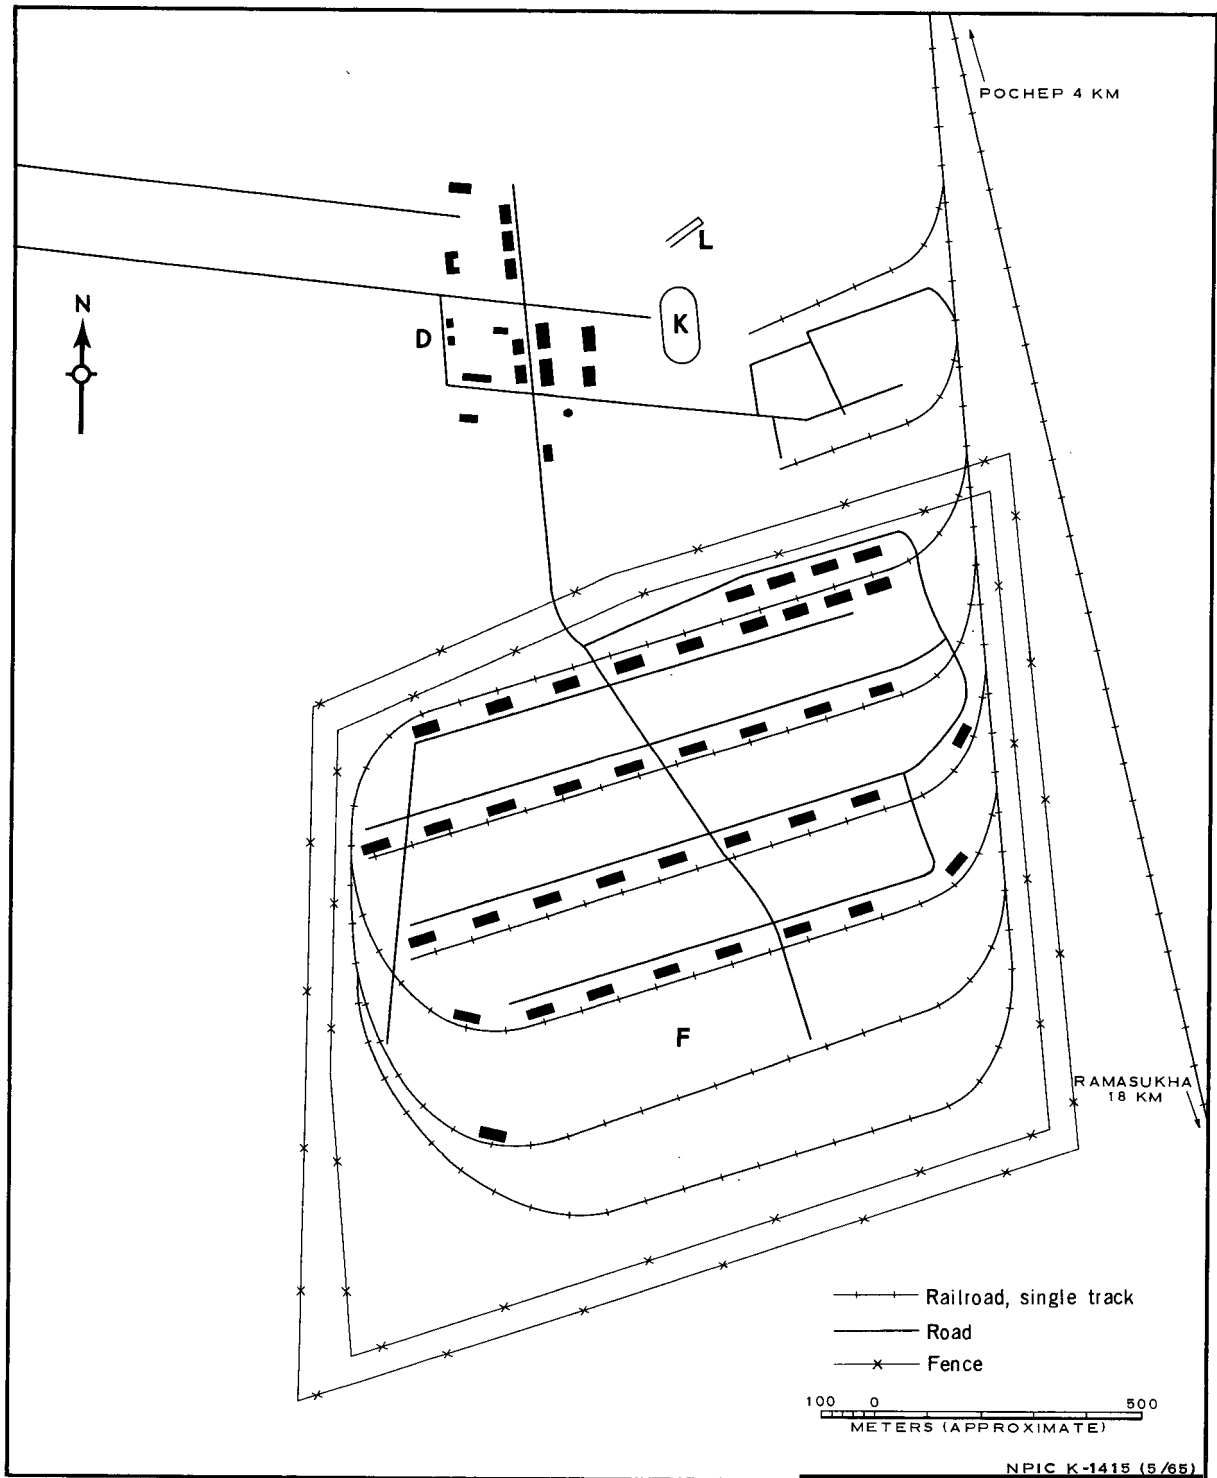 POCHEP 4 KM
L
N
K
D
F
RAMASUKHA
18 KM
Railroad, single track
Road
Fence
100 0 500
METERS (APPROXIMATE)
NPIC K-1415 (5/65)